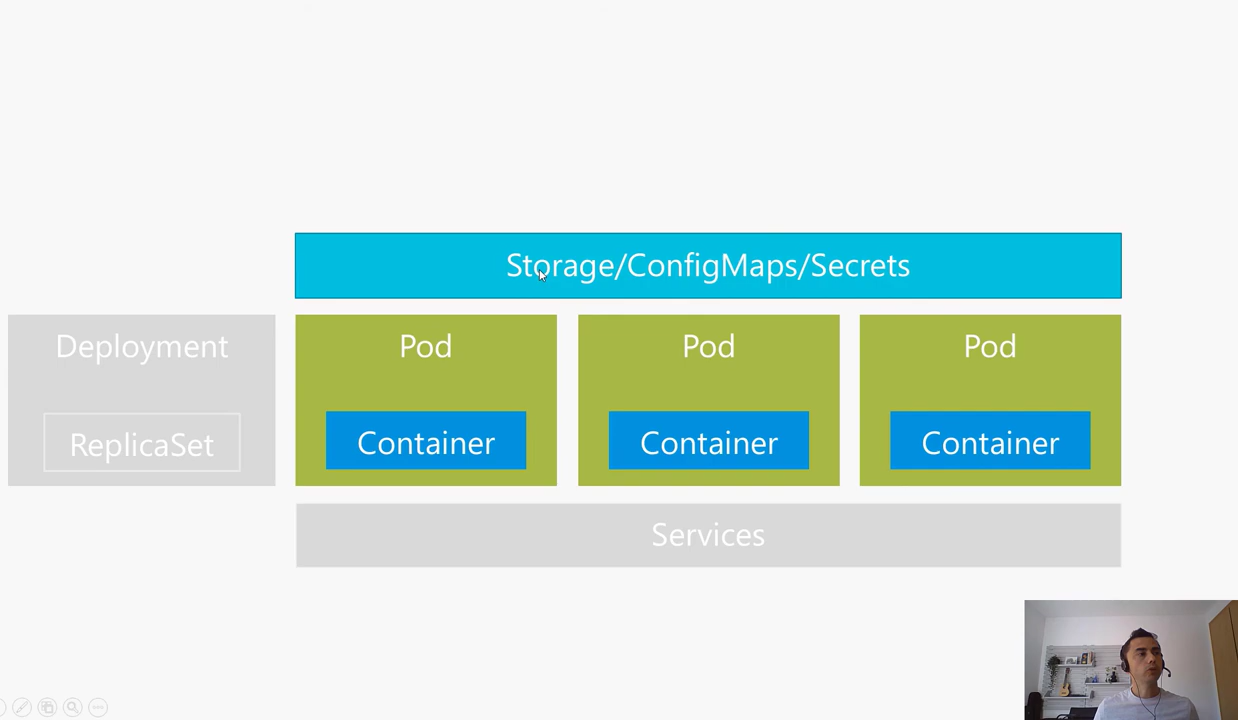 Storage/ConfigMaps/Secrets
Deployment
Pod
Pod
Pod
ReplicaSet
Container
Container
Container
Services